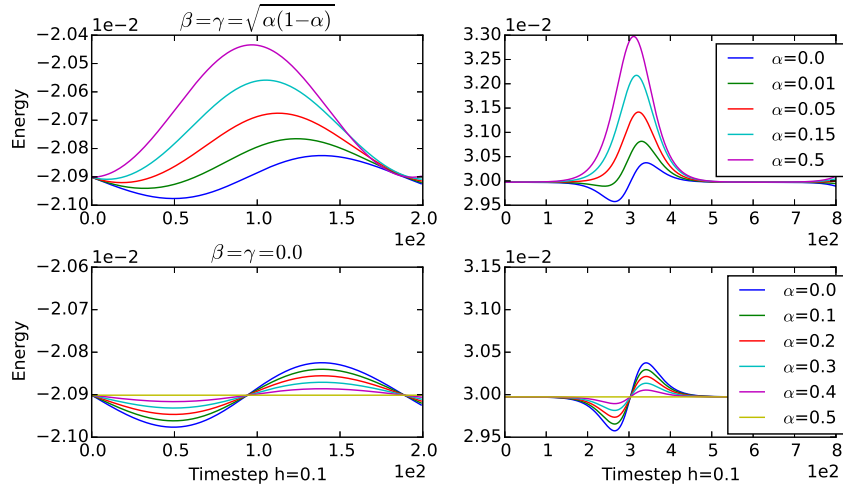 β=γ=√α(1−α)
1e−2
−2.04
−2.05
−2.06
−2.07
−2.08
−2.09
−2.10
Energy
0.0 0.5 1.0 1.5 2.0
1e2
1e−2
3.30
3.25
3.20
3.15
3.10
3.05
3.00
2.95
0 1 2 3 4 5 6 7 8
1e2
α=0.0
α=0.01
α=0.05
α=0.15
α=0.5
β=γ=0.0
1e−2
−2.06
−2.07
−2.08
−2.09
−2.10
Energy
0.0 0.5 1.0 1.5 2.0
Timestep h=0.1
1e2
1e−2
3.15
3.10
3.05
3.00
2.95
0 1 2 3 4 5 6 7 8
Timestep h=0.1
1e2
α=0.0
α=0.1
α=0.2
α=0.3
α=0.4
α=0.5